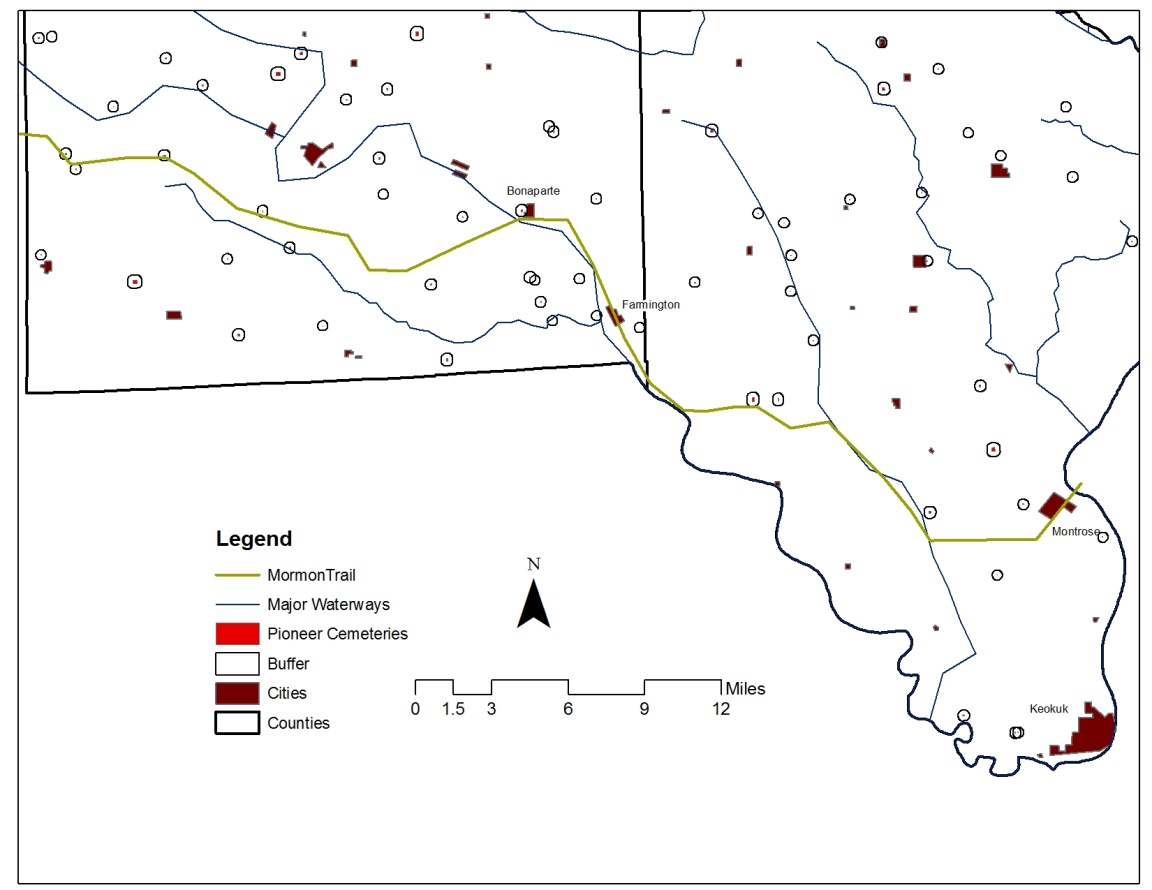 Bonaparte
Farmington
Montrose
Keokuk
Legend
MormonTrail
Major Waterways
Pioneer Cemeteries
Buffer
Cities
Counties
N
Miles
0 1.5 3 6 9 12